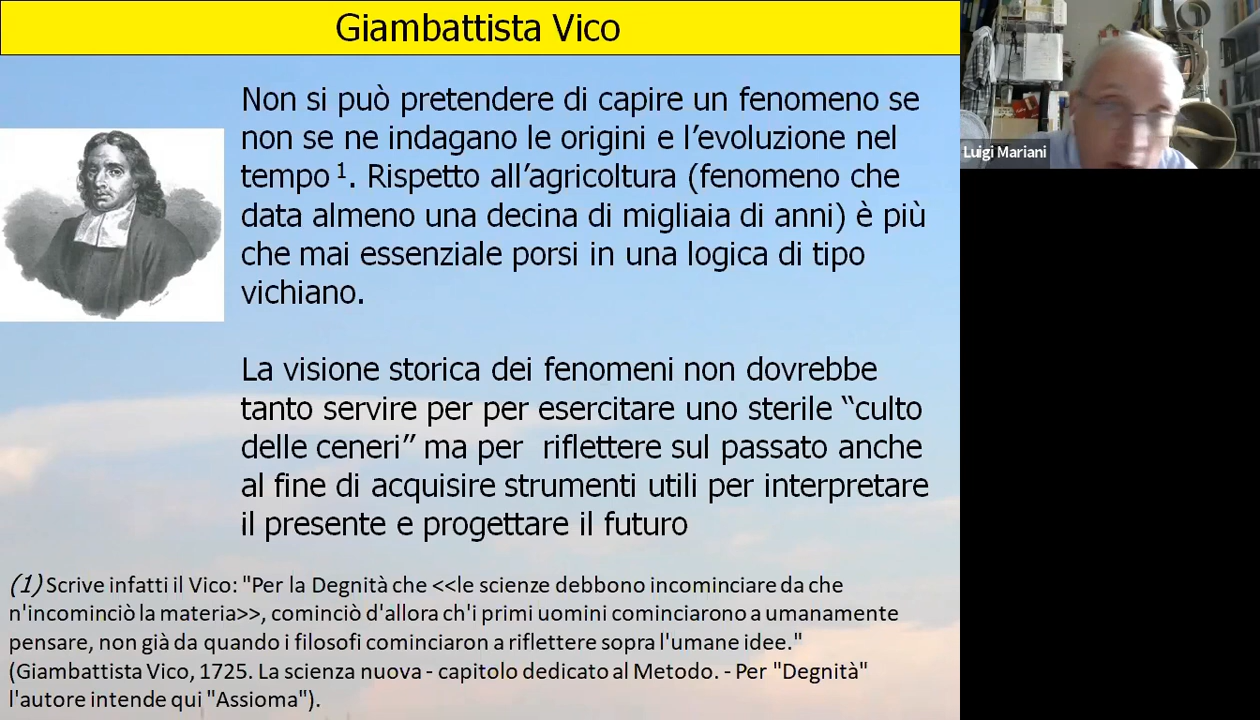 Giambattista Vico
Non si può pretendere di capire un fenomeno se
non se ne indagano le origini e l'evoluzione nel
tempo ¹. Rispetto all'agricoltura (fenomeno che
data almeno una decina di migliaia di anni) è più
che mai essenziale porsi in una logica di tipo
vichiano.
La visione storica dei fenomeni non dovrebbe
tanto servire per per esercitare uno sterile “culto
delle ceneri” ma per  riflettere sul passato anche
al fine di acquisire strumenti utili per interpretare
il presente e progettare il futuro
(1) Scrive infatti il Vico: "Per la Degnità che <<le scienze debbono incominciare da che
n'incominciò la materia>>, cominciò d'allora ch'i primi uomini cominciarono a umanamente
pensare, non già da quando i filosofi cominciaron a riflettere sopra l'umane idee."
(Giambattista Vico, 1725. La scienza nuova - capitolo dedicato al Metodo. - Per "Degnità"
l'autore intende qui "Assioma").
Luigi Mariani